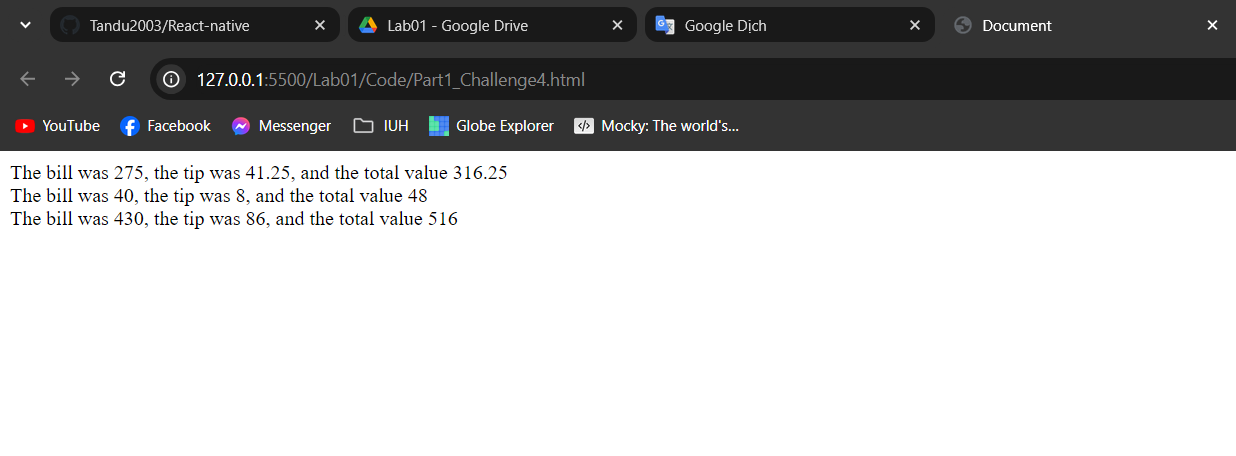 Tandu2003/React-native
Lab01 - Google Drive
Google Dịch
Document
127.0.0.1:5500/Lab01/Code/Part1_Challenge4.html
YouTube
Facebook
Messenger
IUH
Globe Explorer
Mocky: The world's...
The bill was 275, the tip was 41.25, and the total value 316.25
The bill was 40, the tip was 8, and the total value 48
The bill was 430, the tip was 86, and the total value 516